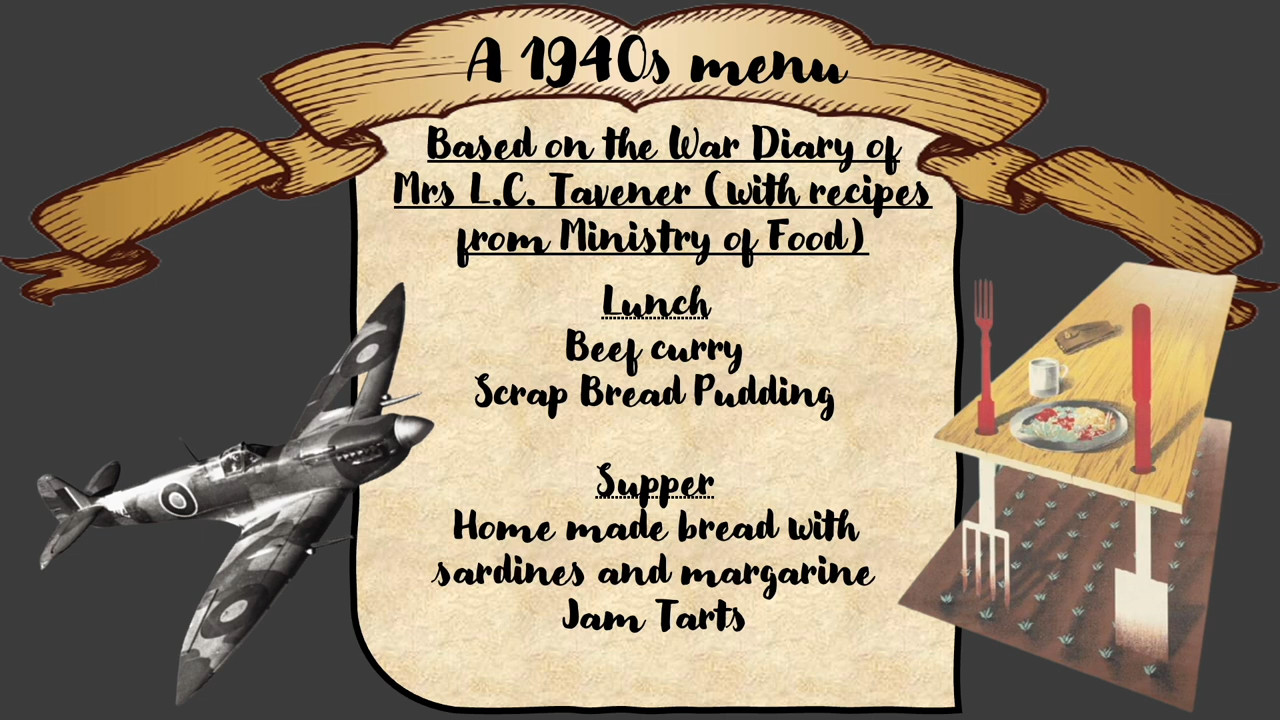 A 1940s menu
Based on the War Diary of
Mrs L.C. Tavener (with recipes
from Ministry of Food)
Lunch
Beef curry
Scrap Bread Pudding
Supper
Home made bread with
sardines and margarine
Jam Tarts